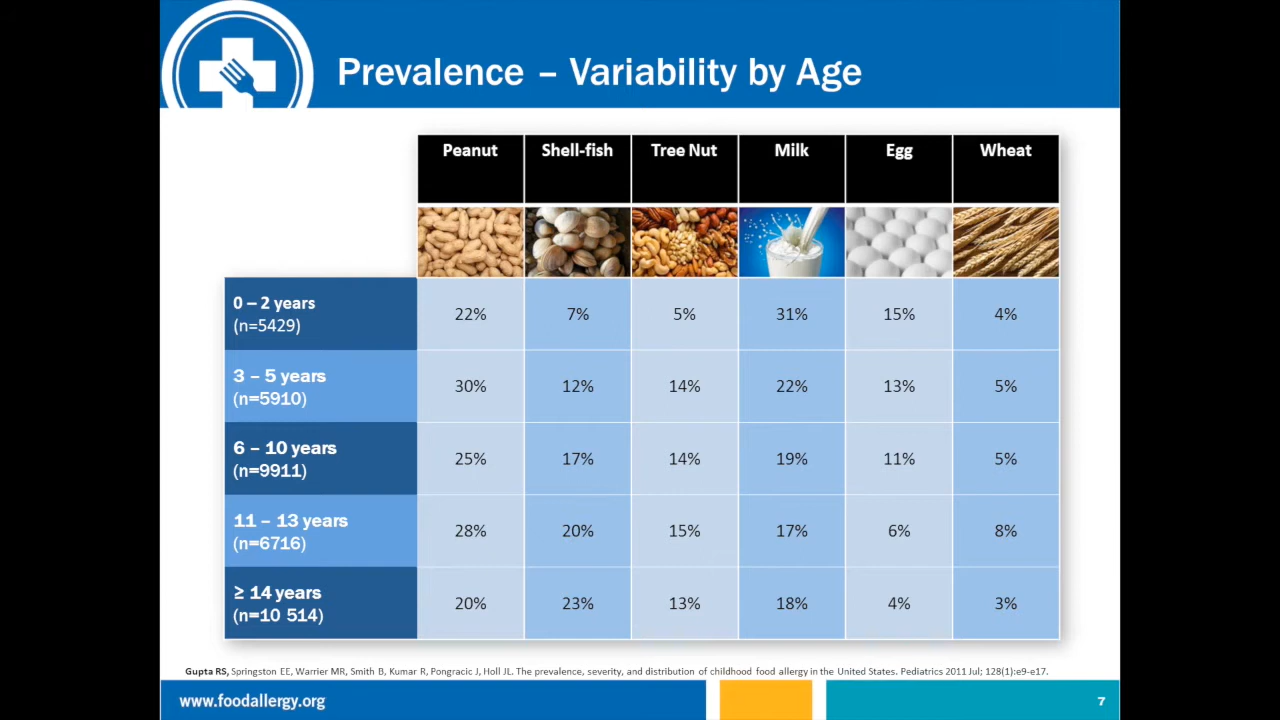 Prevalence – Variability by Age
Peanut Shell-fish Tree Nut Milk Egg Wheat
0 – 2 years
(n=5429)
22% 7% 5% 31% 15% 4%
3 – 5 years
(n=5910)
30% 12% 14% 22% 13% 5%
6 – 10 years
(n=9911)
25% 17% 14% 19% 11% 5%
11 – 13 years
(n=6716)
28% 20% 15% 17% 6% 8%
≥ 14 years
(n=10 514)
20% 23% 13% 18% 4% 3%
Gupta RS, Springston EE, Warrier MR, Smith B, Kumar R, Pongracic J, Holl JL. The prevalence, severity, and distribution of childhood food allergy in the United States. Pediatrics 2011 Jul; 128(1):e9-e17.
www.foodallergy.org
7